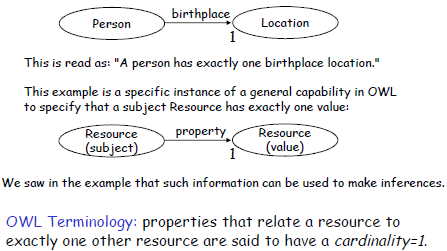 Person birthplace Location
1
This is read as: "A person has exactly one birthplace location."
This example is a specific instance of a general capability in OWL
to specify that a subject Resource has exactly one value:
Resource property Resource
(subject) (value)
1
We saw in the example that such information can be used to make inferences.
OWL Terminology: properties that relate a resource to
exactly one other resource are said to have a cardinality=1.